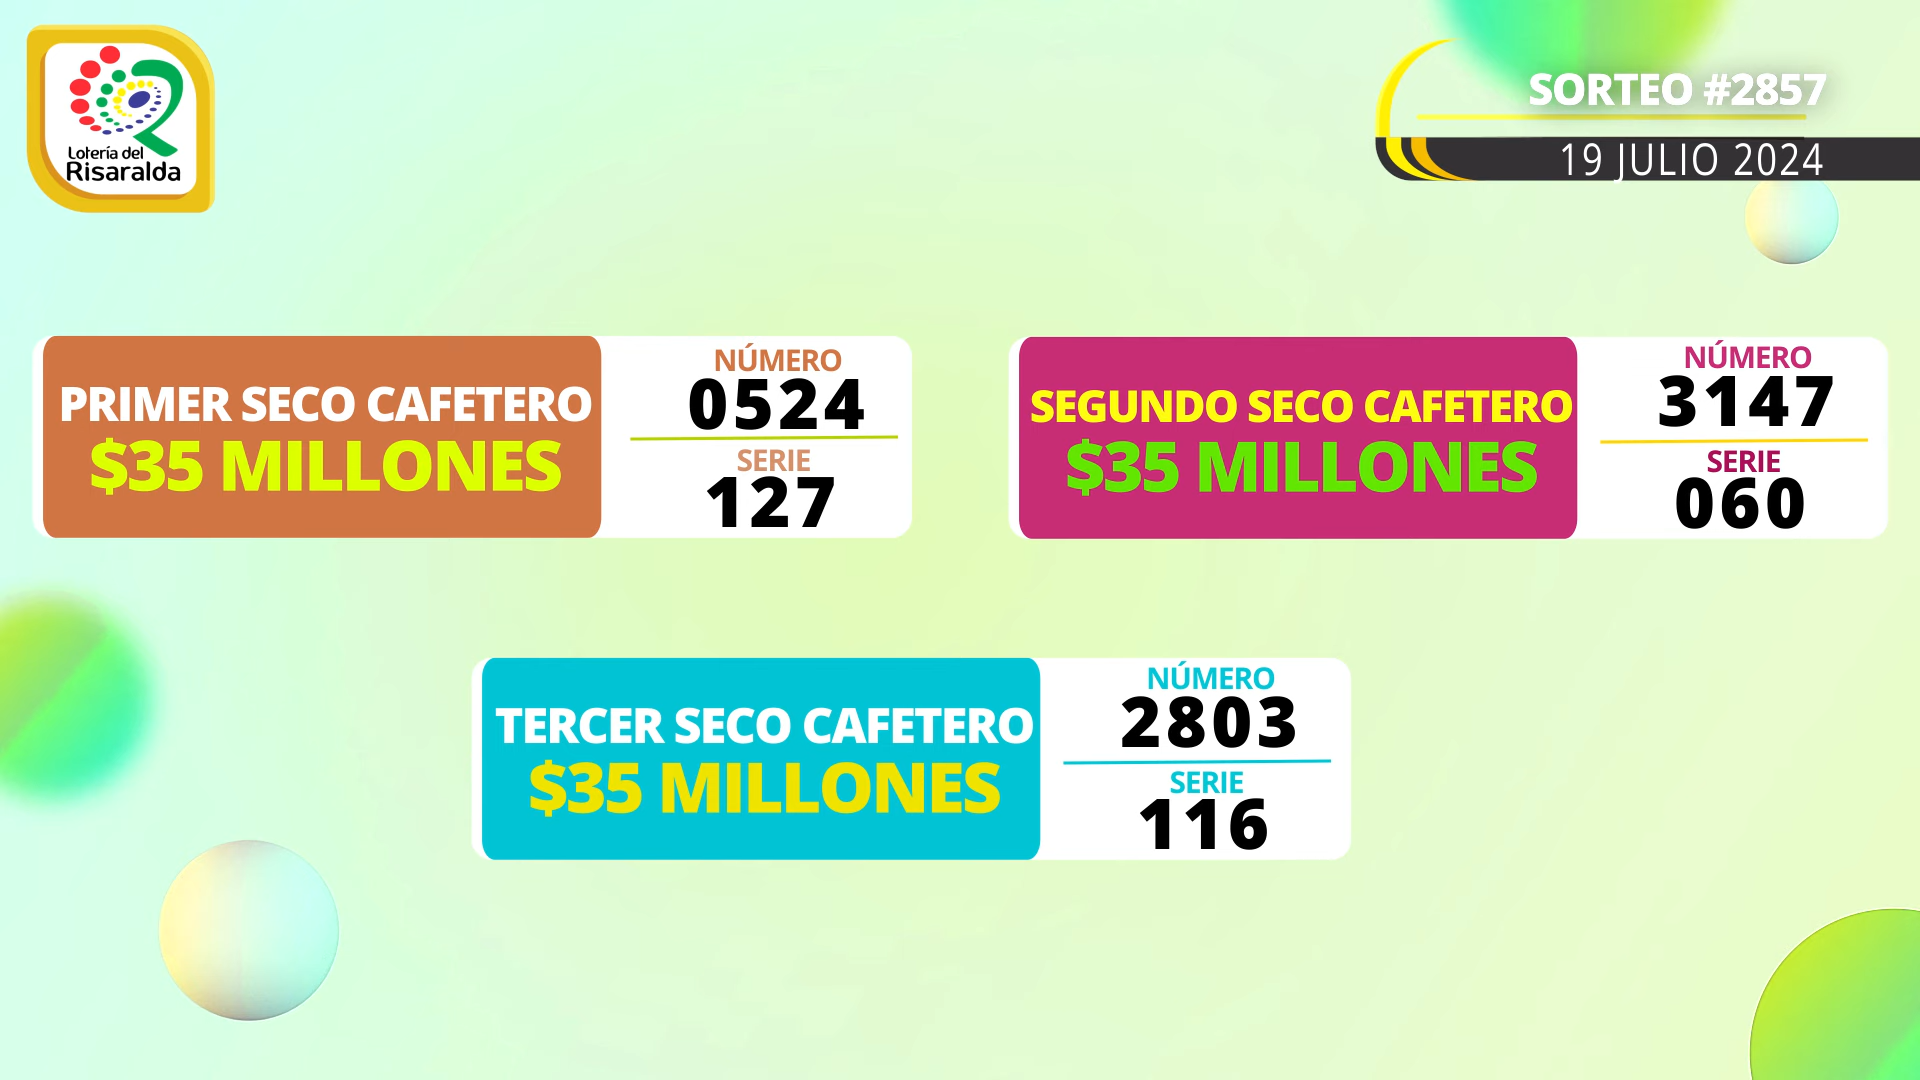 Lotería del
Risaralda
SORTEO #2857
19 JULIO 2024
PRIMER SECO CAFETERO
$35 MILLONES
NÚMERO
0524
SERIE
127
SEGUNDO SECO CAFETERO
$35 MILLONES
NÚMERO
3147
SERIE
060
TERCER SECO CAFETERO
$35 MILLONES
NÚMERO
2803
SERIE
116